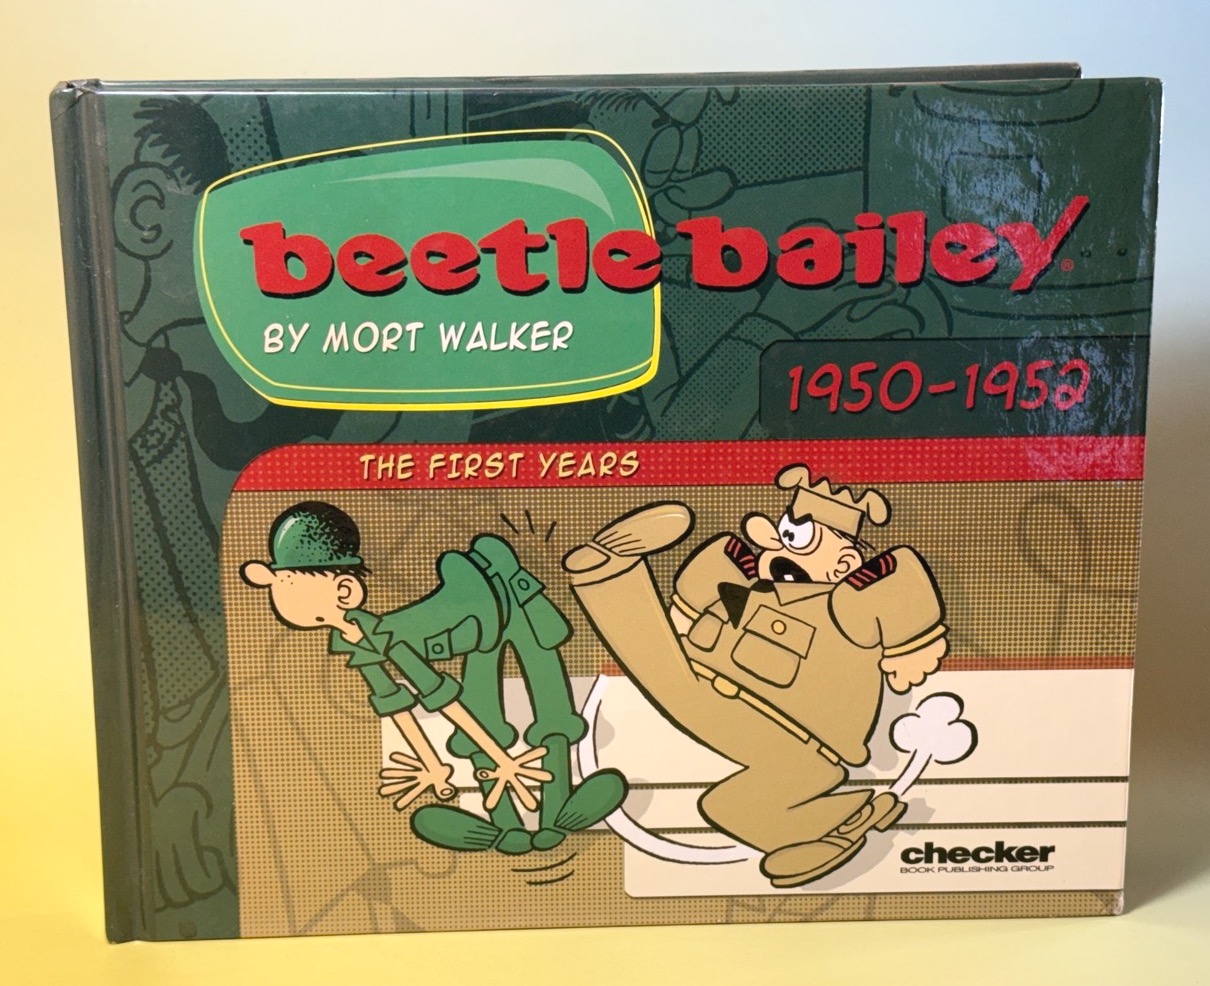 beetle bailey®
BY MORT WALKER
1950-1952
THE FIRST YEARS
checker
BOOK PUBLISHING GROUP